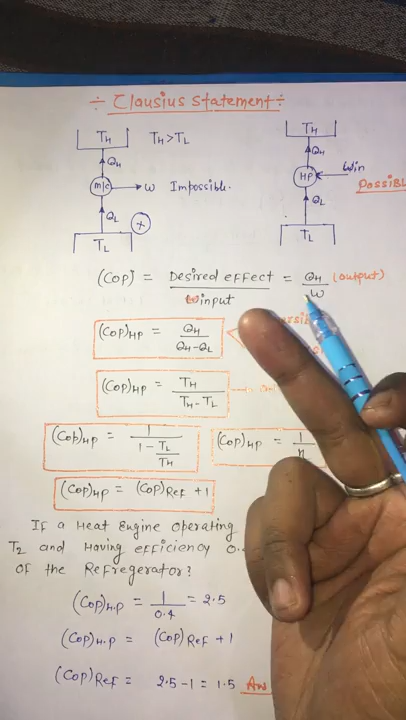 ÷ Clausius Statement ÷
TH TH > TL TH
QH QH
M/c → W Impossible. HP Win
Possible
QL QL
TL TL
(COP) = Desired effect / input = QH / W (output)
(COP)HP = QH / QH - QL
(COP)HP = TH / TH - TL
(COP)HP = 1 / 1 - TL/TH (COP)HP = 1 / η
(COP)HP = (COP)Ref + 1
If a Heat Engine operating
T2 and Having efficiency 0.
of the Refregerator?
(COP)H.P = 1 / 0.4 = 2.5
(COP)H.P = (COP)Ref + 1
(COP)Ref = 2.5 - 1 = 1.5 An